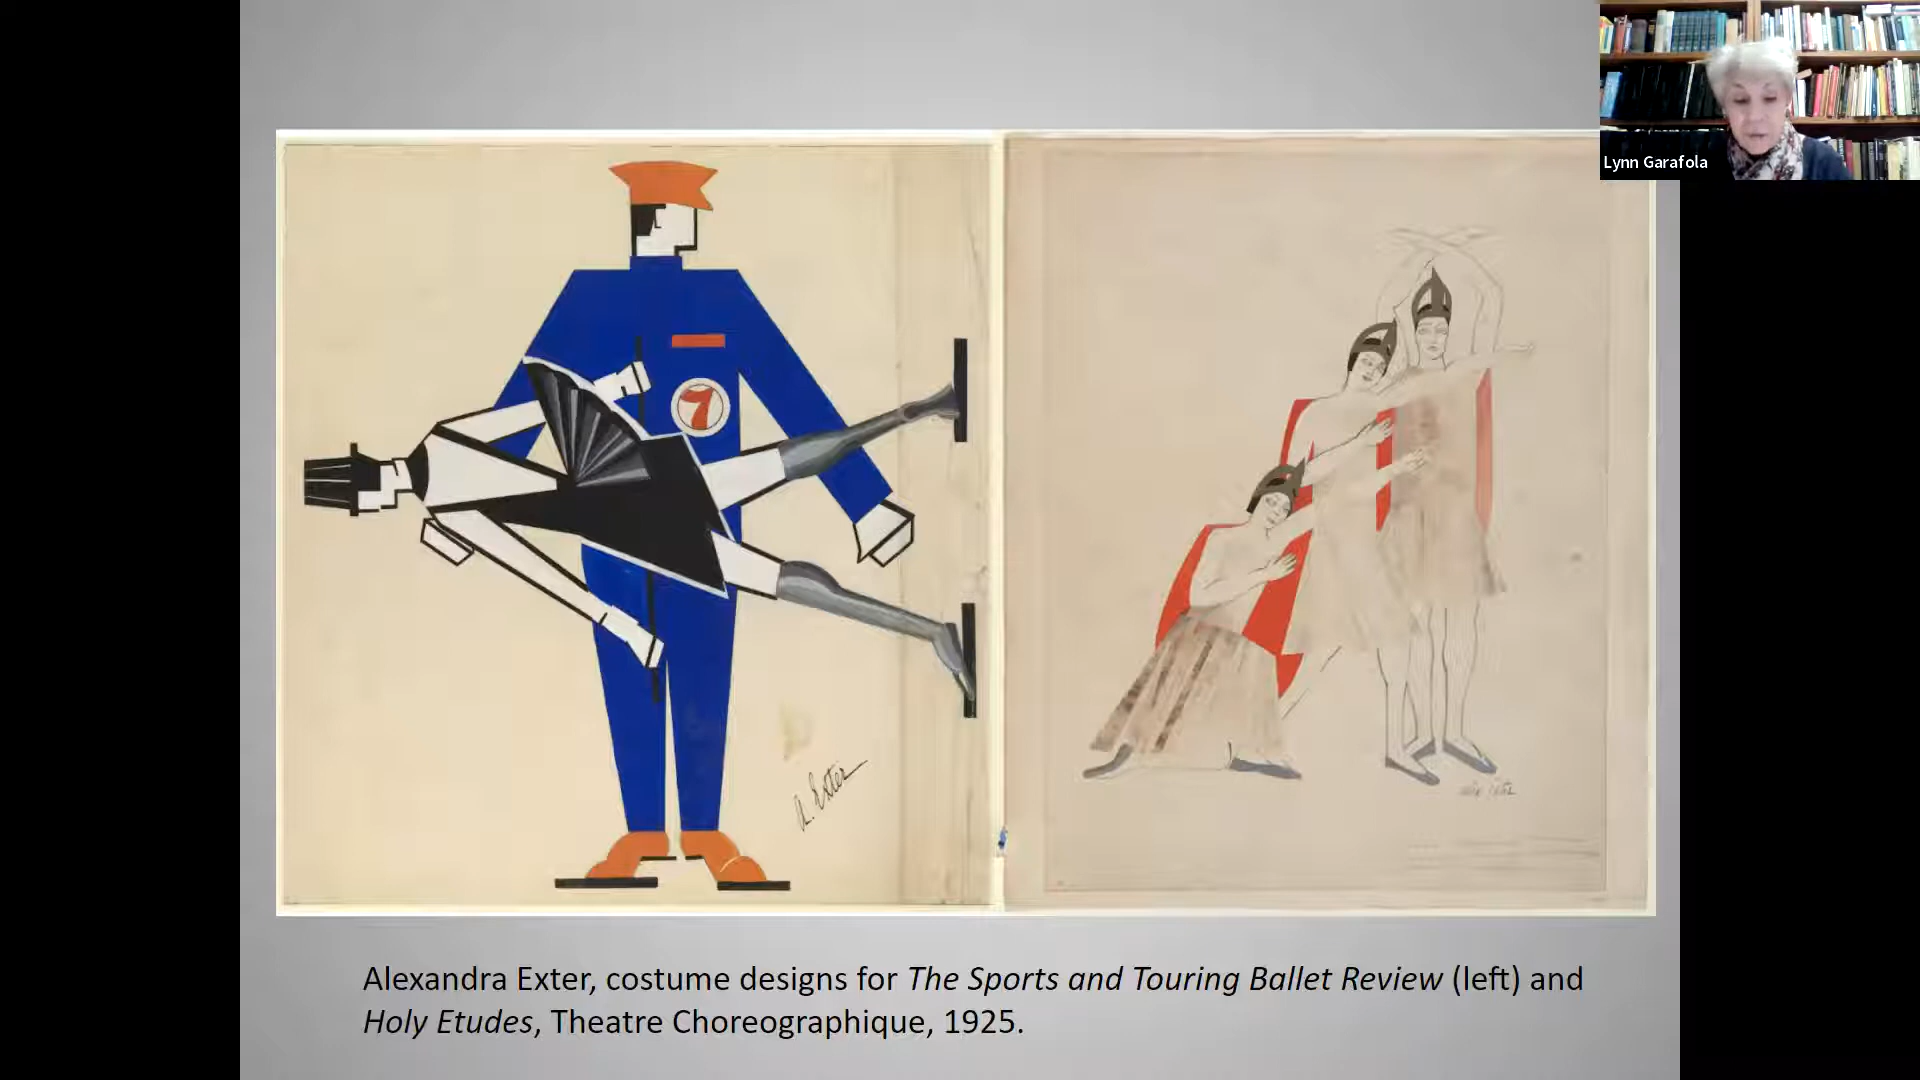 Lynn Garafola
7
A. Exter
Alexandra Exter, costume designs for The Sports and Touring Ballet Review (left) and
Holy Etudes, Theatre Choreographique, 1925.